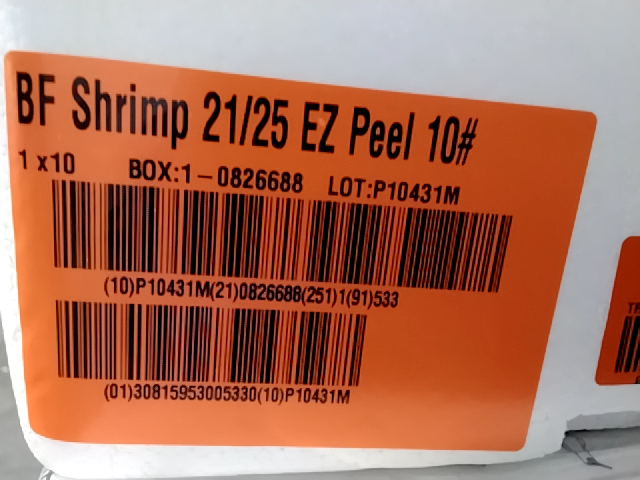 BF Shrimp 21/25 EZ Peel 10#
1 x10 BOX:1-0826688 LOT:P10431M
(10)P10431M(21)0826688(251)1(91)533
(01)30815953005330(10)P10431M